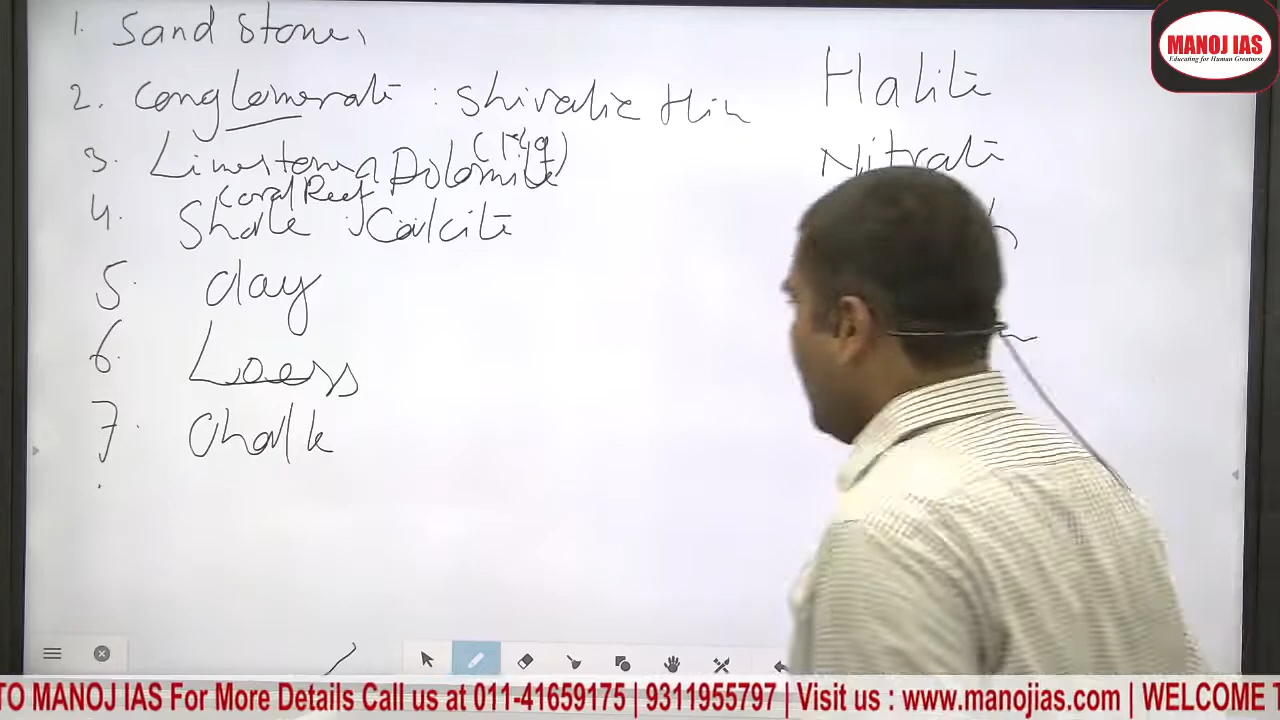 1. Sand Stone,
2. Conglomerate : Shivalic Him
3. Limestone Dolomite (Mg)
Coral Reef
4. Shale : Calcite
5. Clay
6. Loess
7. Chalk
Halite
Nitrate
MANOJ IAS
Educating for Human Greatness
TO MANOJ IAS For More Details Call us at 011-41659175 | 9311955797 | Visit us : www.manojias.com | WELCOME T